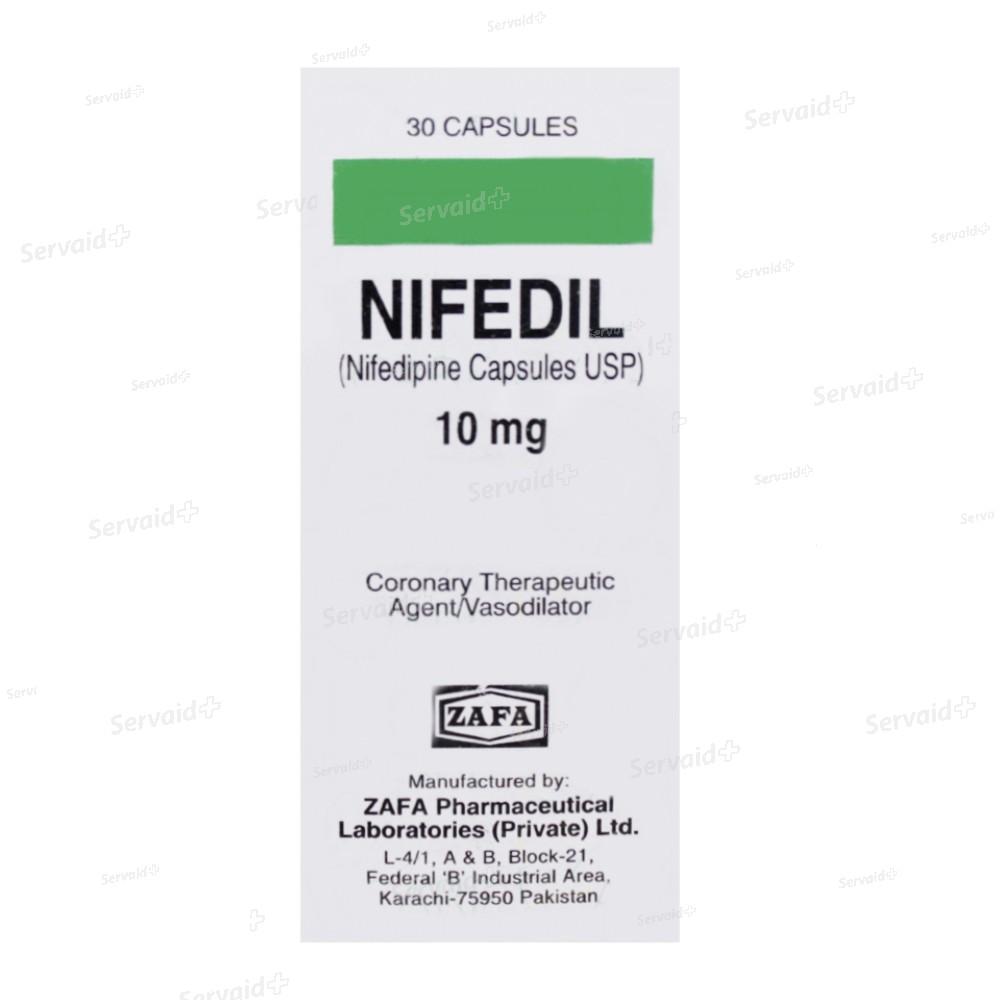 30 CAPSULES
NIFEDIL
(Nifedipine Capsules USP)
10 mg
Coronary Therapeutic
Agent/Vasodilator
ZAFA
Manufactured by:
ZAFA Pharmaceutical
Laboratories (Private) Ltd.
L-4/1, A & B, Block-21,
Federal 'B' Industrial Area,
Karachi-75950 Pakistan
Servaid